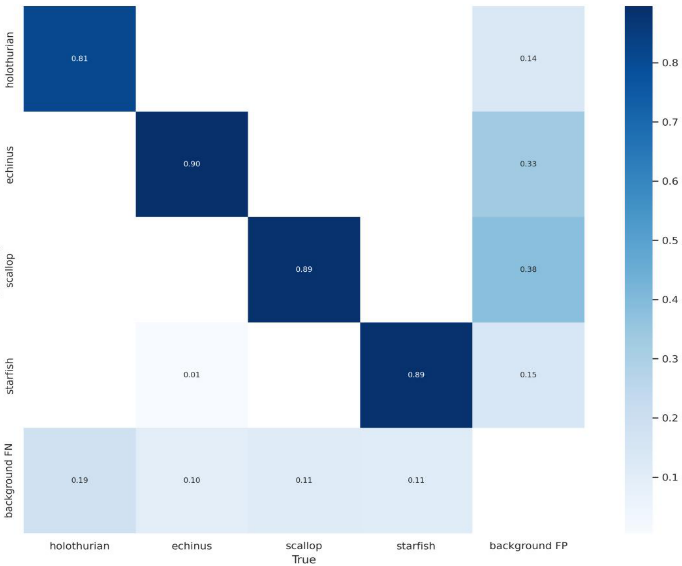 holothurian
0.81
0.14
echinus
0.90
0.33
scallop
0.89
0.38
starfish
0.01
0.89
0.15
background FN
0.19
0.10
0.11
0.11
holothurian
echinus
scallop
starfish
background FP
True
0.8
0.7
0.6
0.5
0.4
0.3
0.2
0.1